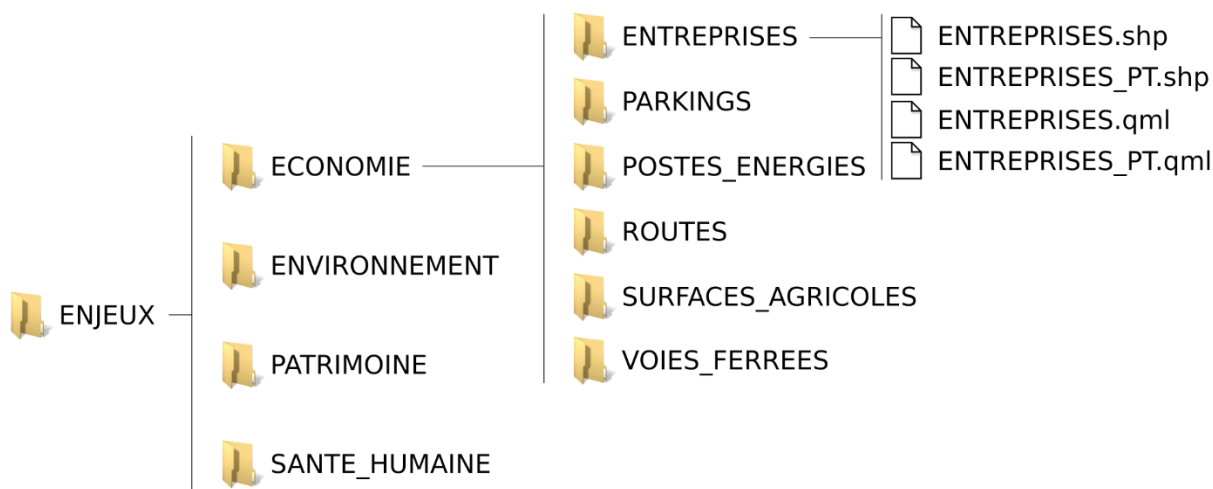 ENJEUX
ECONOMIE
ENVIRONNEMENT
PATRIMOINE
SANTE_HUMAINE
ENTREPRISES
PARKINGS
POSTES_ENERGIES
ROUTES
SURFACES_AGRICOLES
VOIES_FERREES
ENTREPRISES.shp
ENTREPRISES_PT.shp
ENTREPRISES.qml
ENTREPRISES_PT.qml